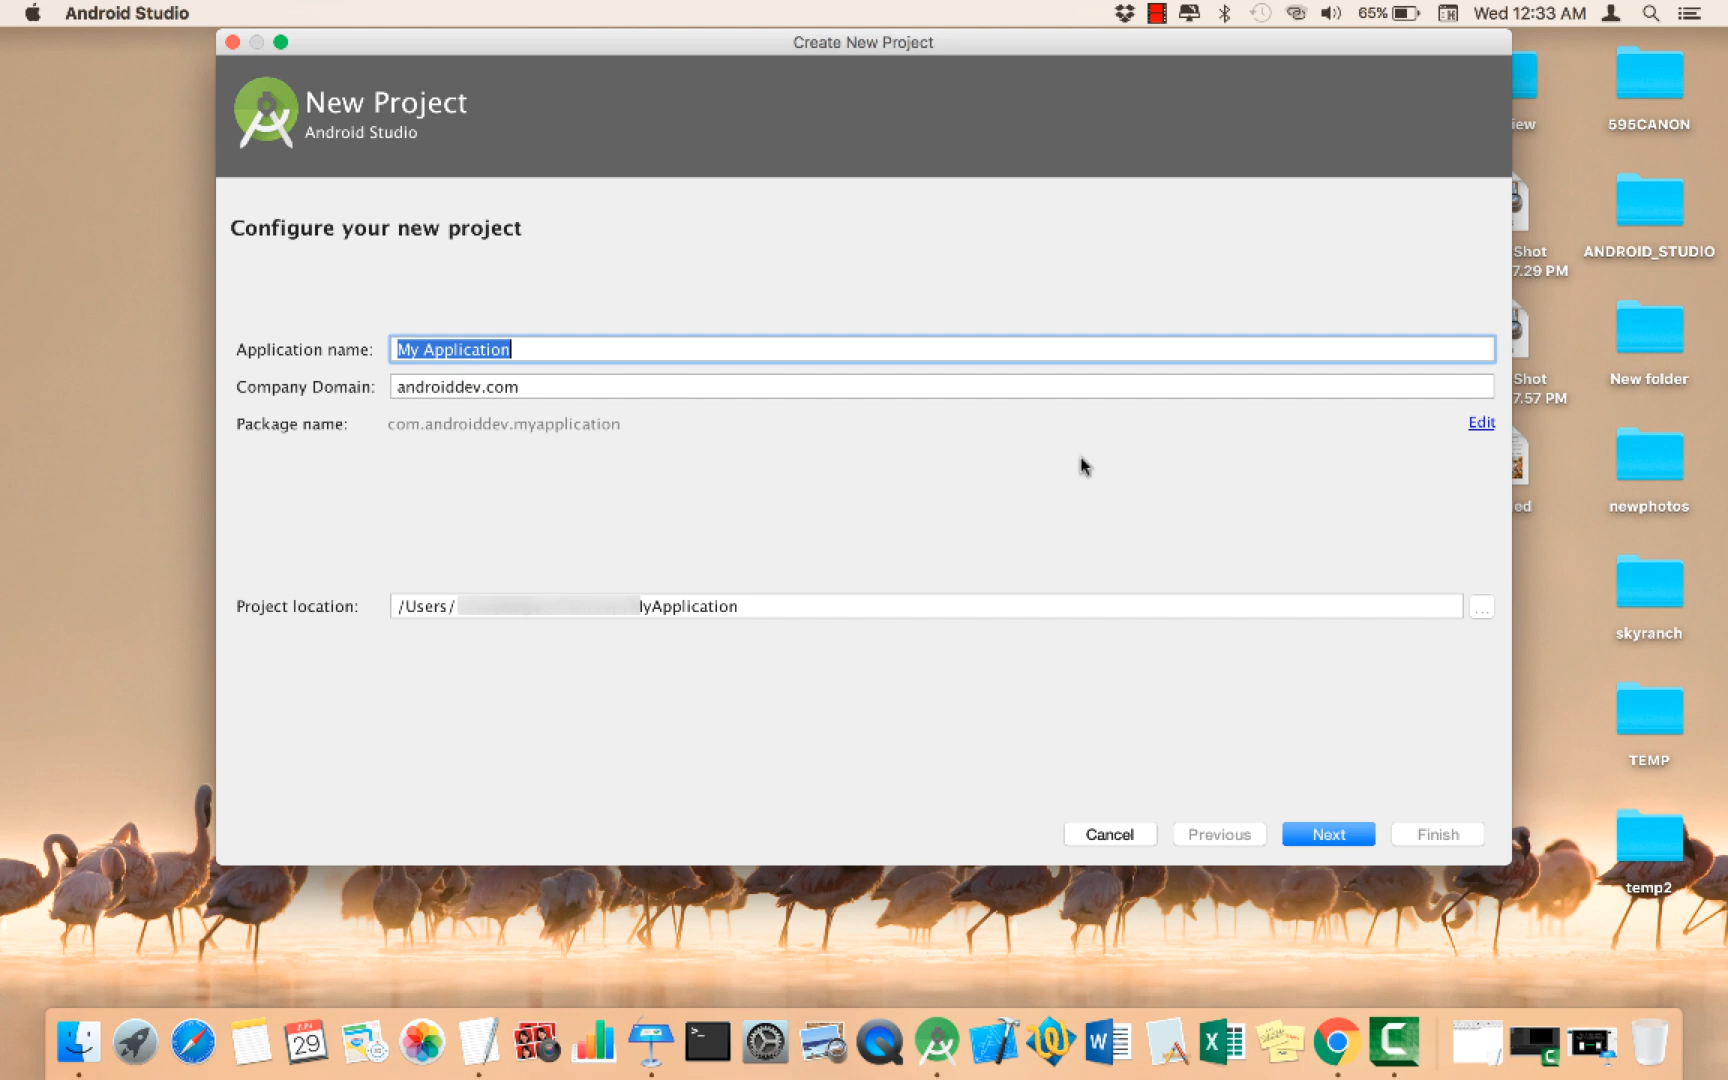 Android Studio
65%
Wed 12:33 AM
Create New Project
New Project
Android Studio
Configure your new project
Application name: My Application
Company Domain: androiddev.com
Package name: com.androiddev.myapplication
Edit
Project location: /Users/ lyApplication
...
Cancel
Previous
Next
Finish
iew
595CANON
Shot
7.29 PM
ANDROID_STUDIO
Shot
7.57 PM
New folder
ed
newphotos
skyranch
TEMP
temp2
29